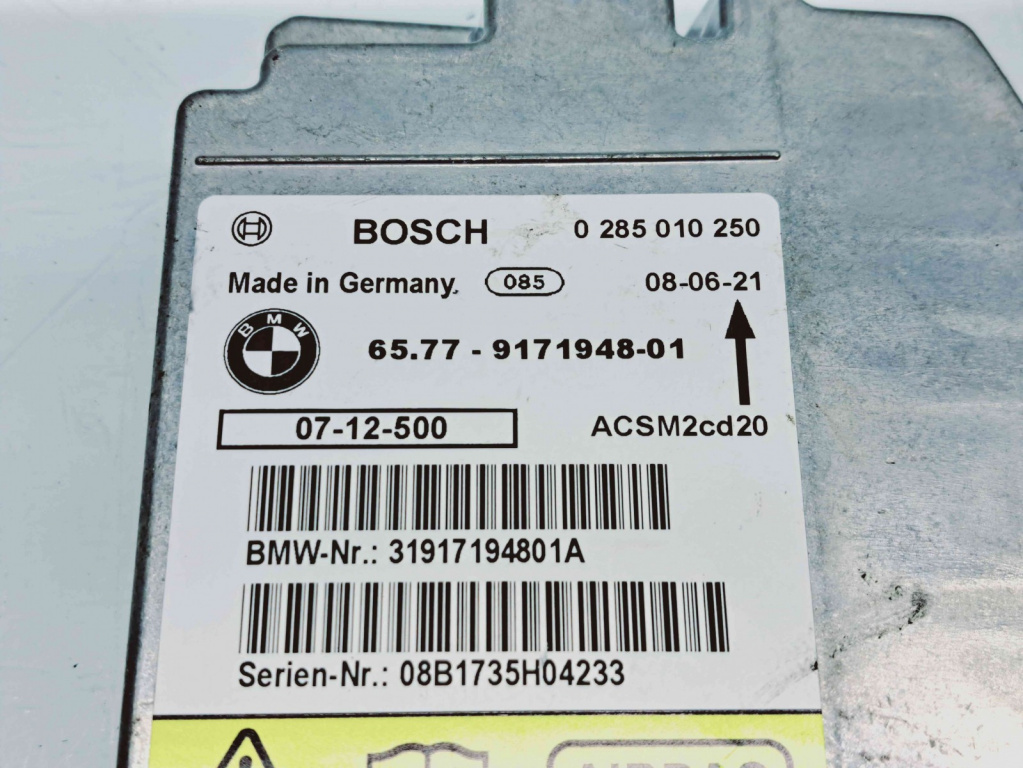 BOSCH 0 285 010 250
Made in Germany. 085 08-06-21
BMW 65.77 - 9171948-01
07-12-500 ACSM2cd20
BMW-Nr.: 31917194801A
Serien-Nr.: 08B1735H04233